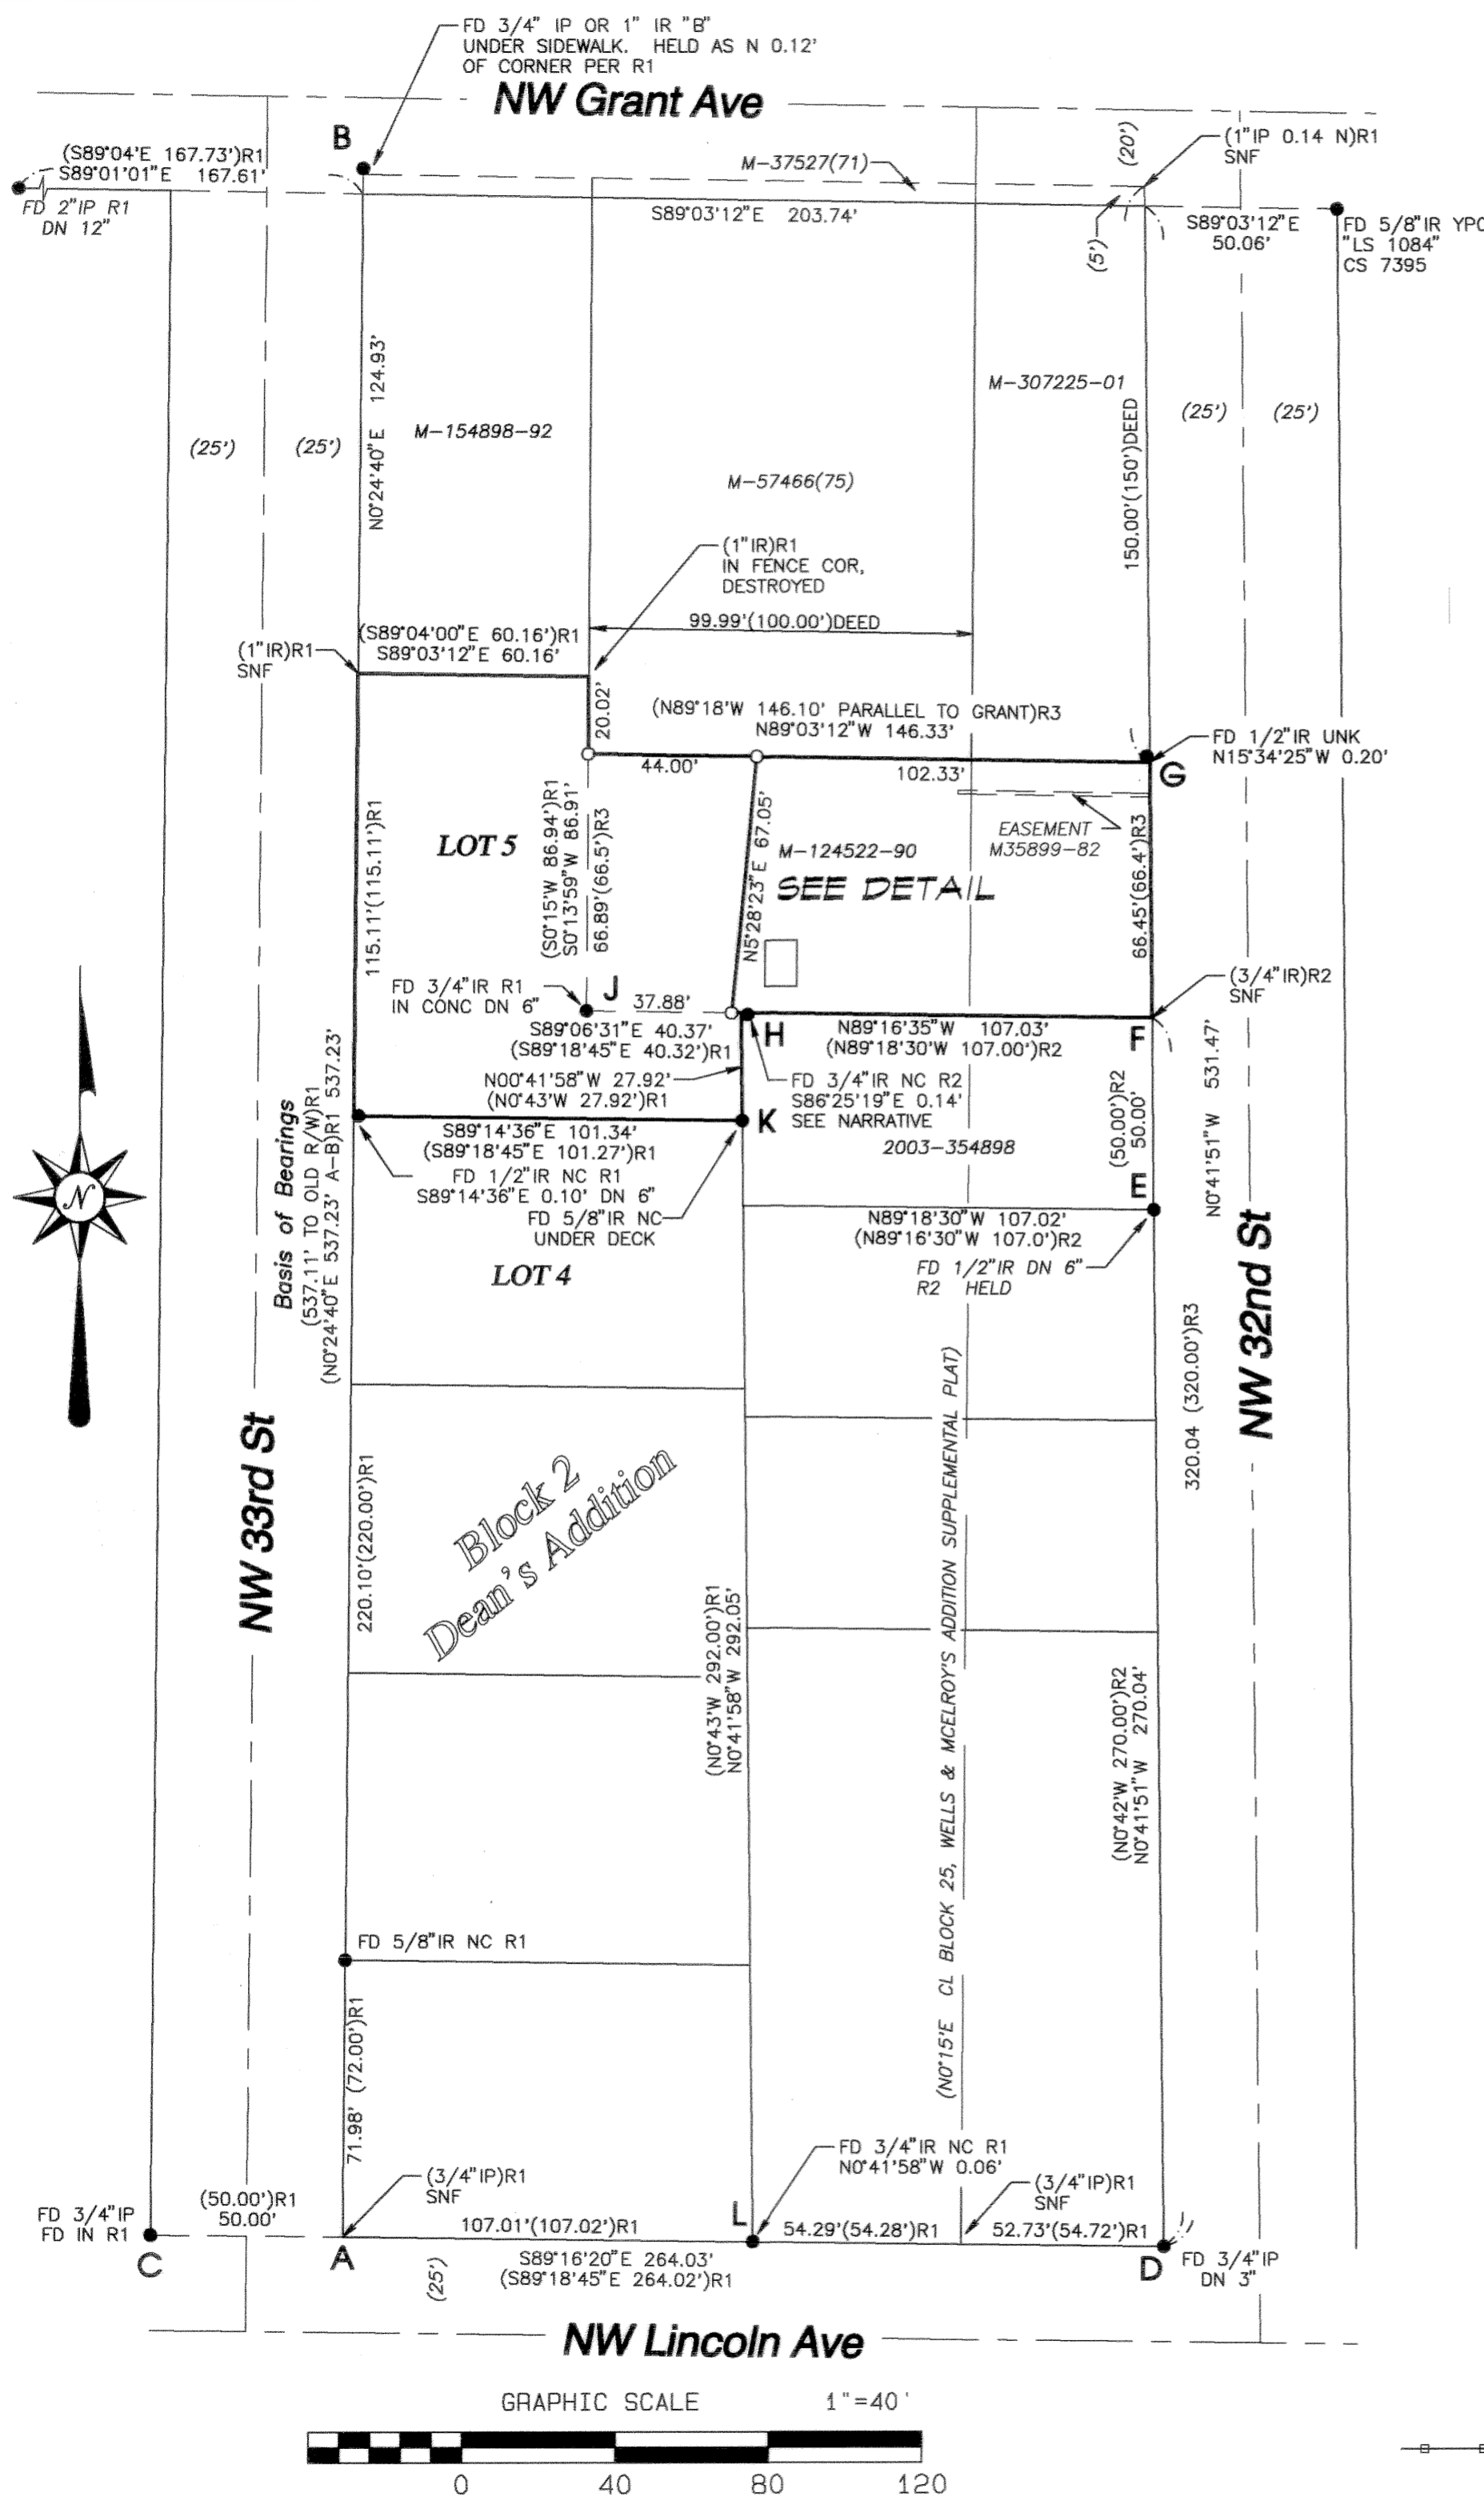 FD 3/4" IP OR 1" IR "B"
UNDER SIDEWALK. HELD AS N 0.12'
OF CORNER PER R1
NW Grant Ave
B
(S89°04'E 167.73')R1
S89°01'01"E 167.61'
FD 2"IP R1
DN 12"
M-37527(71)
(20')
(1"IP 0.14 N)R1
SNF
S89°03'12"E 203.74'
(5')
S89°03'12"E
50.06'
FD 5/8"IR YPC
"LS 1084"
CS 7395
N0°24'40"E 124.93'
M-154898-92
M-307225-01
(25')
(25')
(25')
(25')
M-57466(75)
150.00'(150')DEED
(1"IR)R1
IN FENCE COR,
DESTROYED
99.99'(100.00')DEED
(S89°04'00"E 60.16')R1
S89°03'12"E 60.16'
(1"IR)R1
SNF
20.02'
(N89°18'W 146.10' PARALLEL TO GRANT)R3
N89°03'12"W 146.33'
FD 1/2"IR UNK
N15°34'25"W 0.20'
44.00'
102.33'
G
115.11'(115.11')R1
LOT 5
(S0°15'W 86.94')R1
S0°13'59"W 86.91'
66.89'(66.5')R3
N5°28'23"E 67.05'
M-124522-90
SEE DETAIL
EASEMENT
M35899-82
66.45'(66.4')R3
FD 3/4"IR R1
IN CONC DN 6"
J
37.88'
(3/4"IR)R2
SNF
S89°06'31"E 40.37'
(S89°18'45"E 40.32')R1
H
N89°16'35"W 107.03'
(N89°18'30'W 107.00')R2
F
N00°41'58"W 27.92'
(N0°43'W 27.92')R1
FD 3/4"IR NC R2
S86°25'19"E 0.14'
SEE NARRATIVE
K
S89°14'36"E 101.34'
(S89°18'45"E 101.27')R1
FD 1/2"IR NC R1
S89°14'36"E 0.10' DN 6"
FD 5/8"IR NC
UNDER DECK
2003-354898
(50.00')R2
50.00'
E
N0°41'51"W 531.47'
N89°18'30"W 107.02'
(N89°16'30"W 107.0')R2
FD 1/2"IR DN 6"
R2 HELD
N
Basis of Bearings
(537.11' TO OLD R/W)R1
(N0°24'40"E 537.23' A-B)R1 537.23'
LOT 4
NW 33rd St
NW 32nd St
320.04 (320.00')R3
220.10'(220.00')R1
Block 2
Dean's Addition
(N0°43'W 292.00')R1
N0°41'58"W 292.05'
(N0°15'E CL BLOCK 25, WELLS & MCELROY'S ADDITION SUPPLEMENTAL PLAT)
(N0°42'W 270.00')R2
N0°41'51"W 270.04'
FD 5/8"IR NC R1
71.98' (72.00')R1
(3/4"IP)R1
SNF
FD 3/4"IR NC R1
N0°41'58"W 0.06'
(3/4"IP)R1
SNF
FD 3/4"IP
FD IN R1
C
(50.00')R1
50.00'
A
107.01'(107.02')R1
L
54.29'(54.28')R1
52.73'(54.72')R1
S89°16'20"E 264.03'
(S89°18'45"E 264.02')R1
(25')
D
FD 3/4"IP
DN 3"
NW Lincoln Ave
GRAPHIC SCALE 1"=40'
0 40 80 120